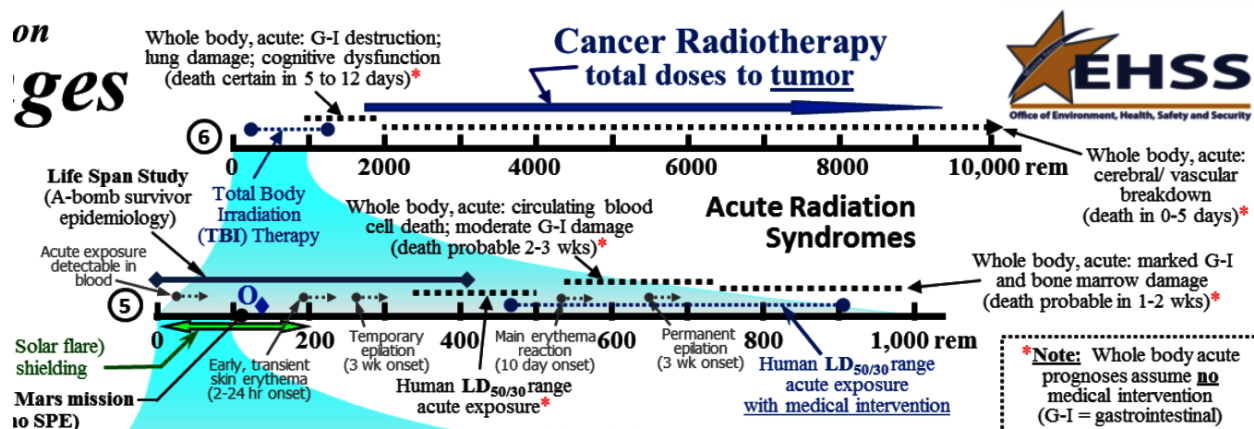 on
ges
Whole body, acute: G-I destruction;
lung damage; cognitive dysfunction
(death certain in 5 to 12 days)*
Cancer Radiotherapy
total doses to tumor
EHSS
Office of Environment, Health, Safety and Security
6
0 2000 4000 6000 8000 10,000 rem
Whole body, acute:
cerebral/ vascular
breakdown
(death in 0-5 days)*
Life Span Study
(A-bomb survivor
epidemiology)
Total Body
Irradiation
(TBI) Therapy
Whole body, acute: circulating blood
cell death; moderate G-I damage
(death probable 2-3 wks)*
Acute Radiation
Syndromes
Acute exposure
detectable in
blood
O
Whole body, acute: marked G-I
and bone marrow damage
(death probable in 1-2 wks)*
5
0 200 400 600 800 1000 rem
Solar flare)
shielding
Early, transient
skin erythema
(2-24 hr onset)
Temporary
epilation
(3 wk onset)
Human LD50/30 range
acute exposure*
Main erythema
reaction
(10 day onset)
Permanent
epilation
(3 wk onset)
Human LD50/30 range
acute exposure
with medical intervention
Mars mission
no SPE)
*Note: Whole body acute
prognoses assume no
medical intervention
(G-I = gastrointestinal)